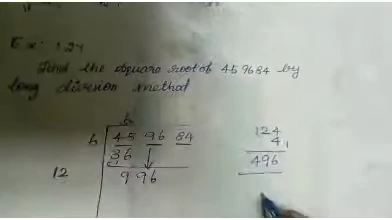 Ex: 1.24
Find the square root of 459684 by
long division method
6
6 45 96 84
36
12 9 96
124
4
496